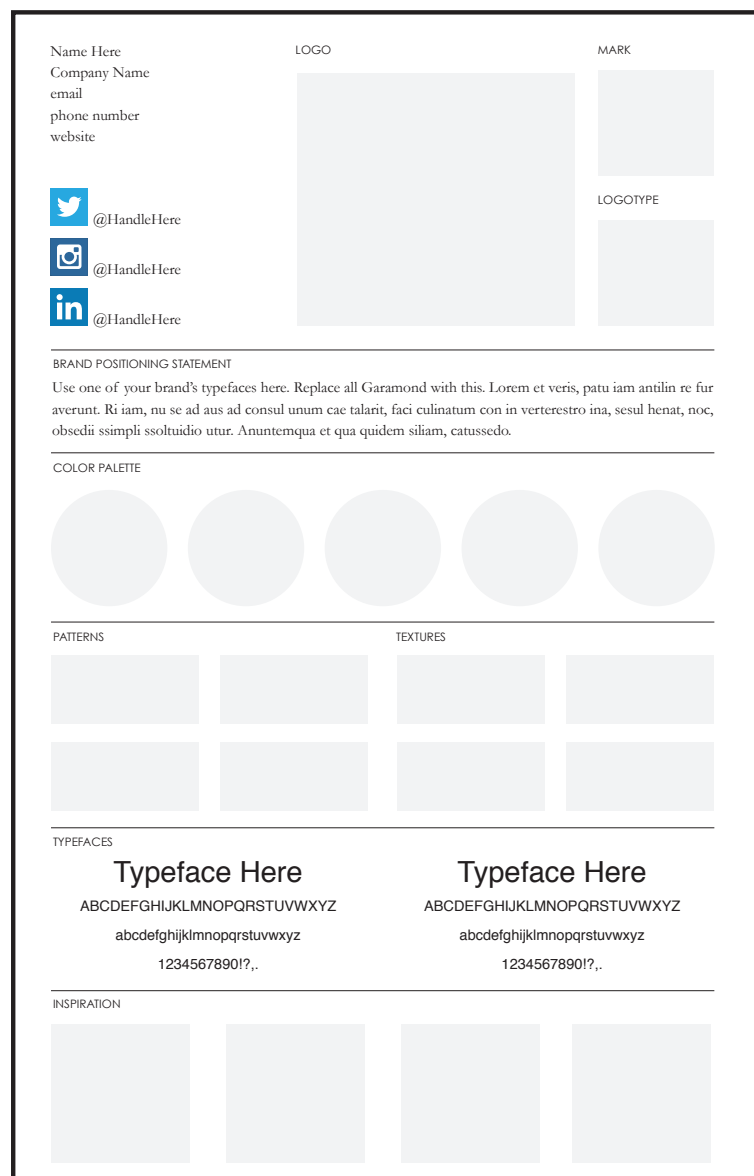 Name Here
Company Name
email
phone number
website
@HandleHere
@HandleHere
in
@HandleHere
LOGO
MARK
LOGOTYPE
BRAND POSITIONING STATEMENT
Use one of your brand’s typefaces here. Replace all Garamond with this. Lorem et veris, patu iam antilin re fur
averunt. Ri iam, nu se ad aus ad consul unum cae talarit, faci culinatum con in verterestro ina, sesul henat, noc,
obsedii ssimpli ssoltuidio utur. Anuntemqua et qua quidem siliam, catussedo.
COLOR PALETTE
PATTERNS
TEXTURES
TYPEFACES
Typeface Here
ABCDEFGHIJKLMNOPQRSTUVWXYZ
abcdefghijklmnopqrstuvwxyz
1234567890!?,.
Typeface Here
ABCDEFGHIJKLMNOPQRSTUVWXYZ
abcdefghijklmnopqrstuvwxyz
1234567890!?,.
INSPIRATION